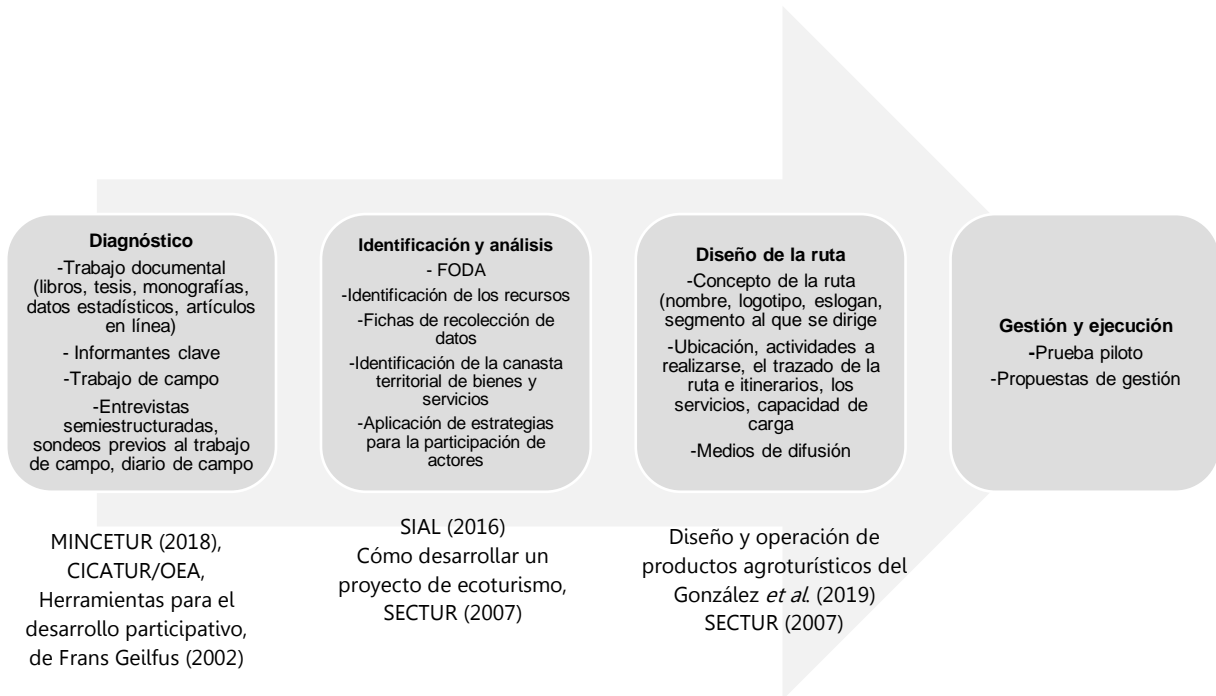 Diagnóstico
-Trabajo documental
(libros, tesis, monografías,
datos estadísticos, artículos
en línea)
- Informantes clave
-Trabajo de campo
-Entrevistas
semiestructuradas,
sondeos previos al trabajo
de campo, diario de campo
MINCETUR (2018),
CICATUR/OEA,
Herramientas para el
desarrollo participativo,
de Frans Geilfus (2002)
Identificación y análisis
- FODA
-Identificación de los recursos
-Fichas de recolección de
datos
-Identificación de la canasta
territorial de bienes y
servicios
-Aplicación de estrategias
para la participación de
actores
SIAL (2016)
Cómo desarrollar un
proyecto de ecoturismo,
SECTUR (2007)
Diseño de la ruta
-Concepto de la ruta
(nombre, logotipo, eslogan,
segmento al que se dirige
-Ubicación, actividades a
realizarse, el trazado de la
ruta e itinerarios, los
servicios, capacidad de
carga
-Medios de difusión
Diseño y operación de
productos agroturísticos del
González et al. (2019)
SECTUR (2007)
Gestión y ejecución
-Prueba piloto
-Propuestas de gestión